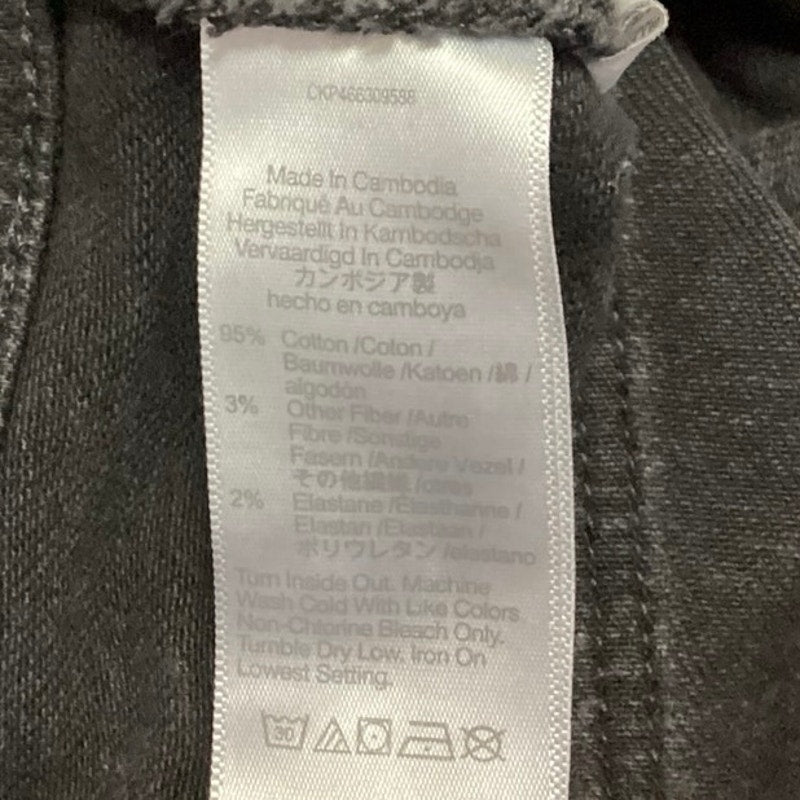 CKP466309588
Made In Cambodia
Fabriqué Au Cambodge
Hergestellt In Kambodscha
Vervaardigd In Cambodja
カンボジア製
hecho en camboya
95% Cotton /Coton /
Baumwolle /Katoen /綿 /
algodón
3% Other Fiber /Autre
Fibre /Sonstige
Fasern /Andere Vezel /
その他繊維 /otras
2% Elastane /Elasthanne /
Elastan /Elastaan /
ポリウレタン /elastano
Turn Inside Out. Machine
Wash Cold With Like Colors
Non-Chlorine Bleach Only.
Tumble Dry Low. Iron On
Lowest Setting.
30